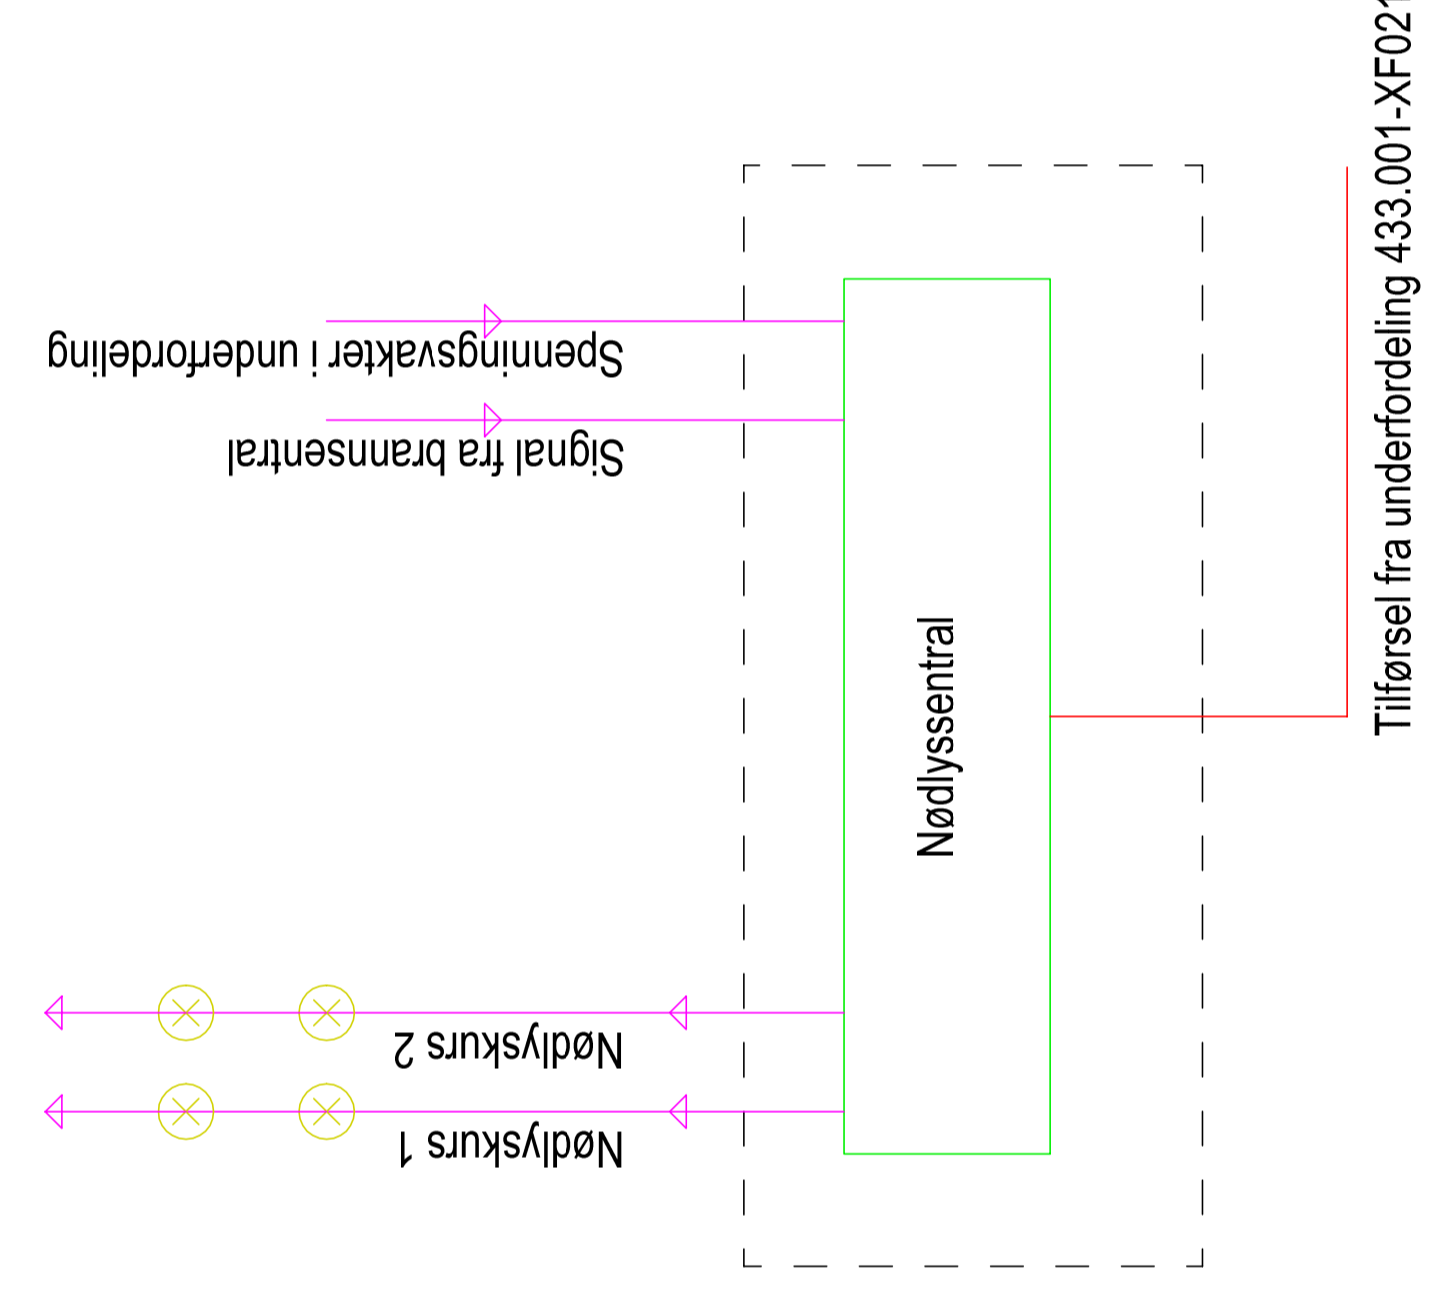 Spenningsvakter i underfordeling
Signal fra brannsentral
Nødlyssentral
Nødlyskurs 2
Nødlyskurs 1
Tilførsel fra underfordeling 433.001-XF021